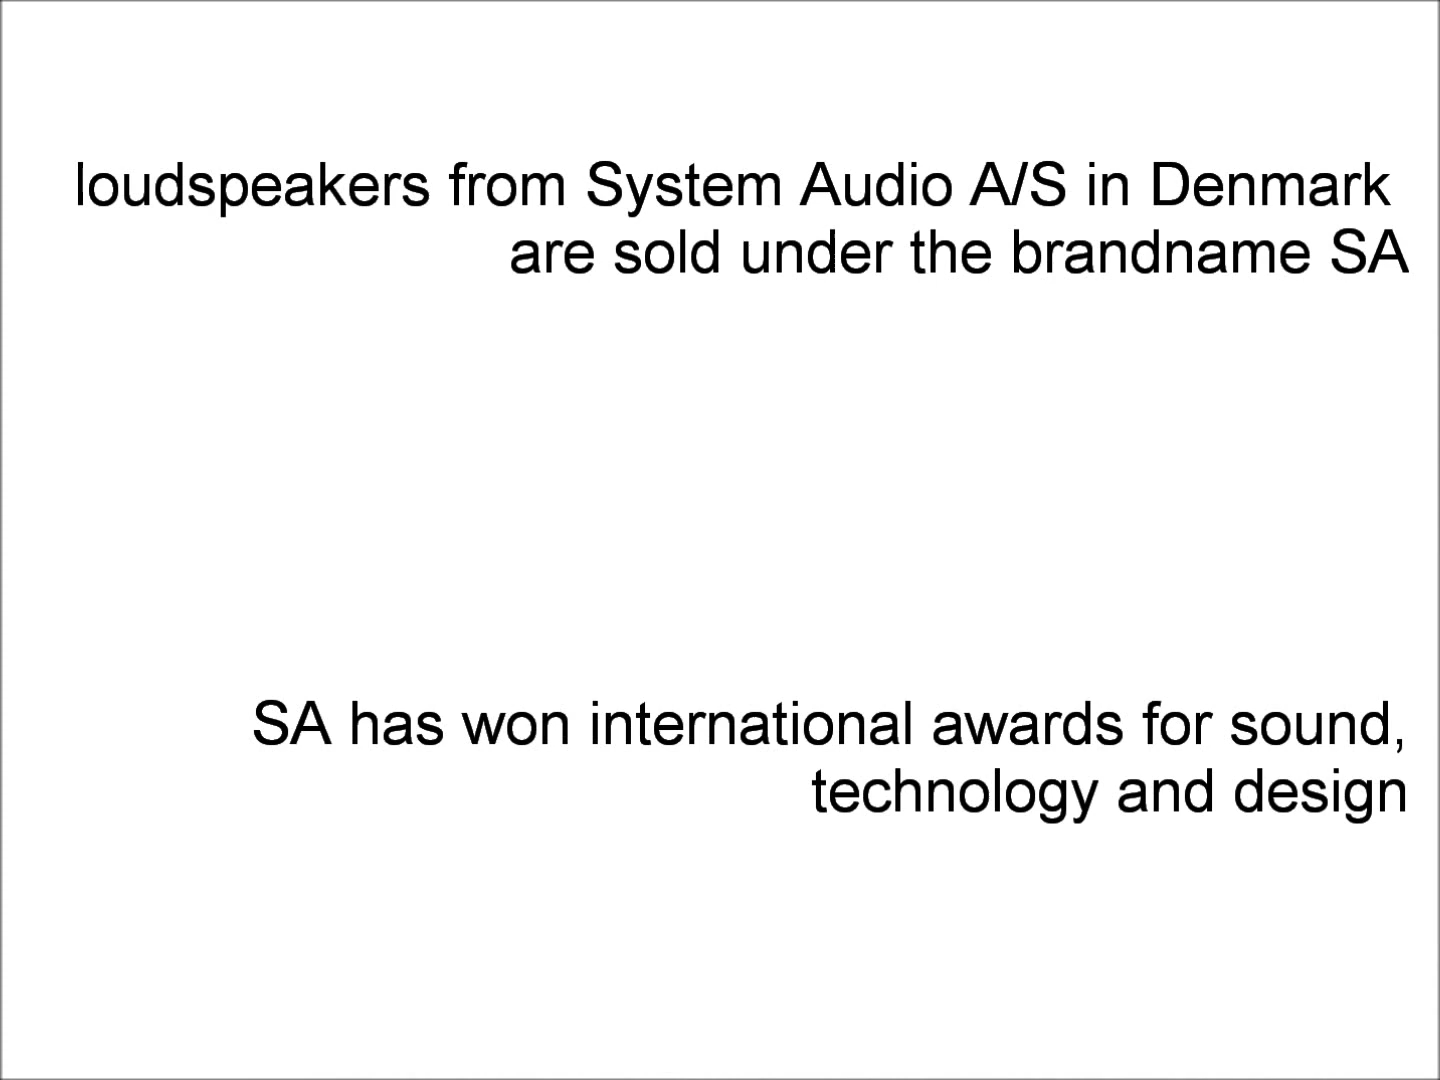 loudspeakers from System Audio A/S in Denmark
are sold under the brandname SA
SA has won international awards for sound,
technology and design